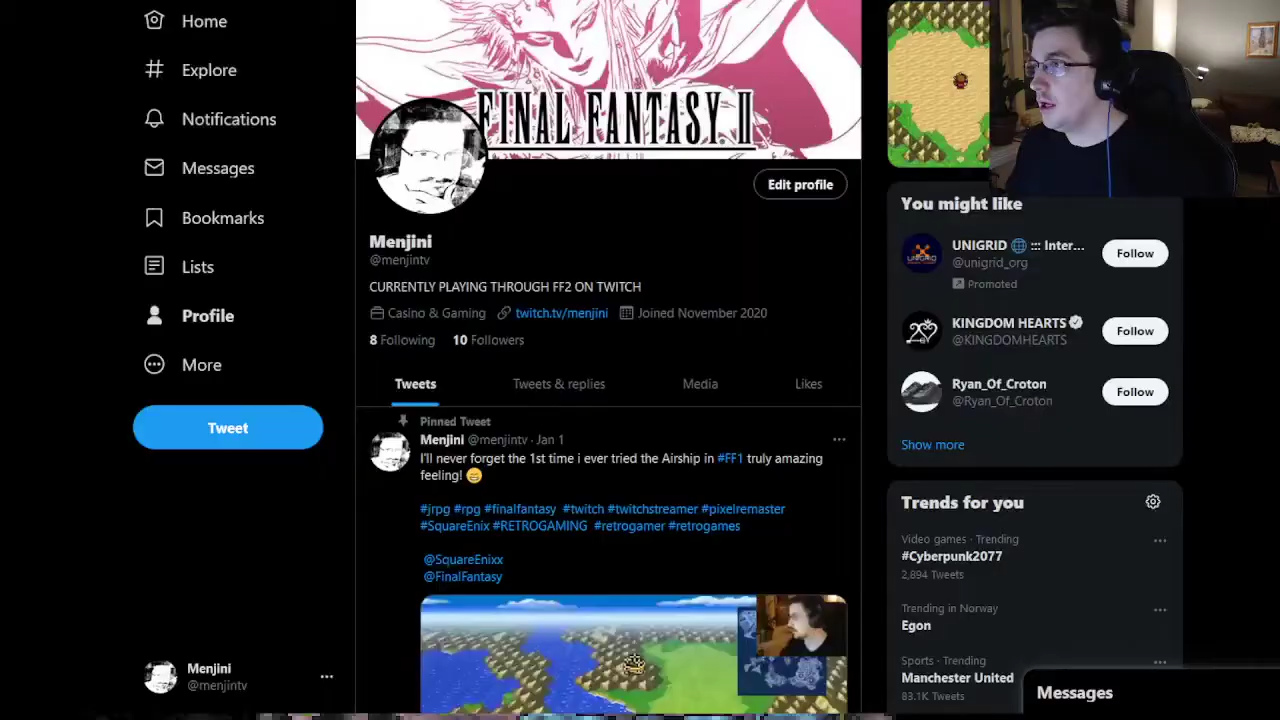 Home
Explore
Notifications
Messages
Bookmarks
Lists
Profile
More
Tweet
Menjini
@menjintv
FINAL FANTASY II
Edit profile
Menjini
@menjintv
CURRENTLY PLAYING THROUGH FF2 ON TWITCH
Casino & Gaming twitch.tv/menjini Joined November 2020
8 Following 10 Followers
Tweets Tweets & replies Media Likes
Pinned Tweet
Menjini @menjintv · Jan 1
I'll never forget the 1st time i ever tried the Airship in #FF1 truly amazing
feeling! 😄
#jrpg #rpg #finalfantasy #twitch #twitchstreamer #pixelremaster
#SquareEnix #RETROGAMING #retrogamer #retrogames
@SquareEnixx
@FinalFantasy
You might like
UNIGRID 🌐 ::: Inter...
@unigrid_org
Promoted
Follow
KINGDOM HEARTS
@KINGDOMHEARTS
Follow
Ryan_Of_Croton
@Ryan_Of_Croton
Follow
Show more
Trends for you
Video games · Trending
#Cyberpunk2077
2,894 Tweets
Trending in Norway
Egon
Sports · Trending
Manchester United
83.1K Tweets
Messages